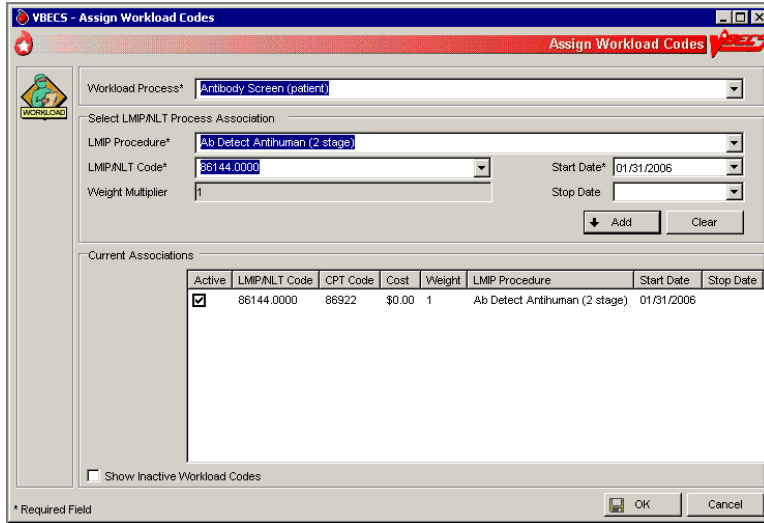 VBECS - Assign Workload Codes
Assign Workload Codes VBECS
WORKLOAD
Workload Process* Antibody Screen (patient)
Select LMIP/NLT Process Association
LMIP Procedure* Ab Detect Antihuman (2 stage)
LMIP/NLT Code* 86144.0000 Start Date* 01/31/2006
Weight Multiplier 1 Stop Date
Add Clear
Current Associations
Active LMIP/NLT Code CPT Code Cost Weight LMIP Procedure Start Date Stop Date
86144.0000 86922 $0.00 1 Ab Detect Antihuman (2 stage) 01/31/2006
Show Inactive Workload Codes
* Required Field OK Cancel